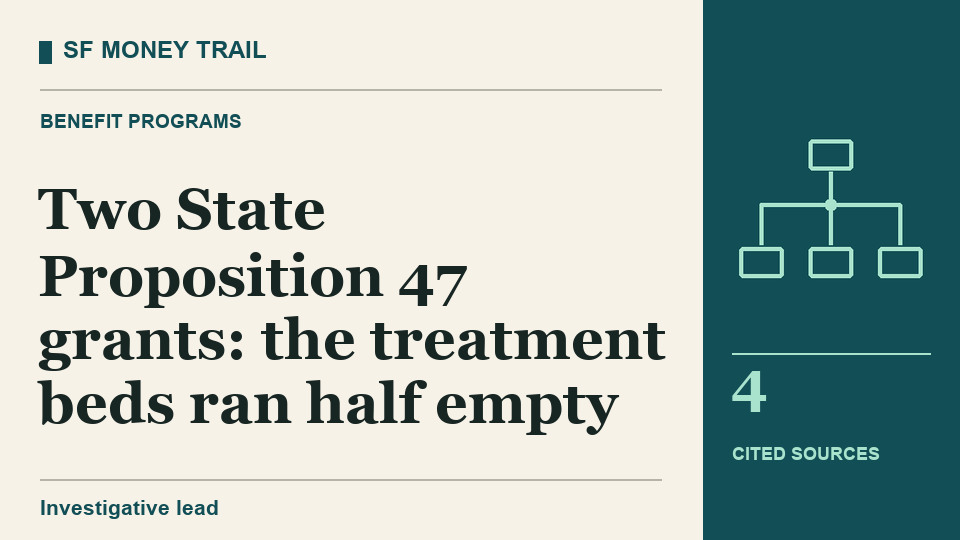 SF MONEY TRAIL
BENEFIT PROGRAMS
Two State
Proposition 47
grants: the treatment
beds ran half empty
Investigative lead
4
CITED SOURCES